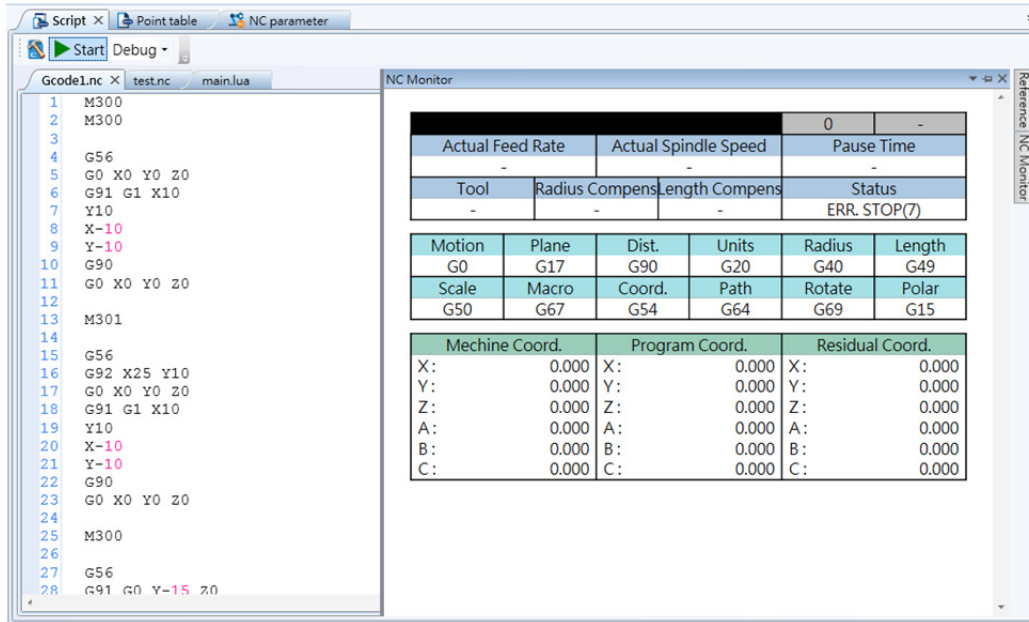 Script Point table NC parameter
Start Debug
Gcode1.nc test.nc main.lua
1 M300
2 M300
3
4 G56
5 G0 X0 Y0 Z0
6 G91 G1 X10
7 Y10
8 X-10
9 Y-10
10 G90
11 G0 X0 Y0 Z0
12
13 M301
14
15 G56
16 G92 X25 Y10
17 G0 X0 Y0 Z0
18 G91 G1 X10
19 Y10
20 X-10
21 Y-10
22 G90
23 G0 X0 Y0 Z0
24
25 M300
26
27 G56
28 G91 G0 Y-15 Z0
NC Monitor
0 -
Actual Feed Rate Actual Spindle Speed Pause Time
- - -
Tool Radius Compens Length Compens Status
- - - ERR. STOP(7)
Motion Plane Dist. Units Radius Length
G0 G17 G90 G20 G40 G49
Scale Macro Coord. Path Rotate Polar
G50 G67 G54 G64 G69 G15
Mechine Coord. Program Coord. Residual Coord.
X: 0.000 X: 0.000 X: 0.000
Y: 0.000 Y: 0.000 Y: 0.000
Z: 0.000 Z: 0.000 Z: 0.000
A: 0.000 A: 0.000 A: 0.000
B: 0.000 B: 0.000 B: 0.000
C: 0.000 C: 0.000 C: 0.000
Reference NC Monitor